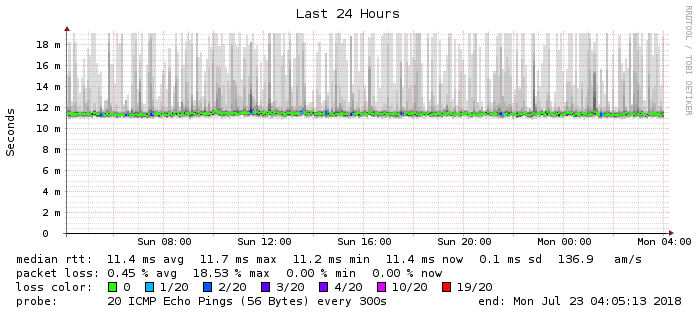 Last 24 Hours
RRDTOOL / TOBI OETIKER
Seconds
18 m
16 m
14 m
12 m
10 m
8 m
6 m
4 m
2 m
0
Sun 08:00 Sun 12:00 Sun 16:00 Sun 20:00 Mon 00:00 Mon 04:00
median rtt: 11.4 ms avg 11.7 ms max 11.2 ms min 11.4 ms now 0.1 ms sd 136.9 am/s
packet loss: 0.45 % avg 18.53 % max 0.00 % min 0.00 % now
loss color: 0 1/20 2/20 3/20 4/20 10/20 19/20
probe: 20 ICMP Echo Pings (56 Bytes) every 300s end: Mon Jul 23 04:05:13 2018